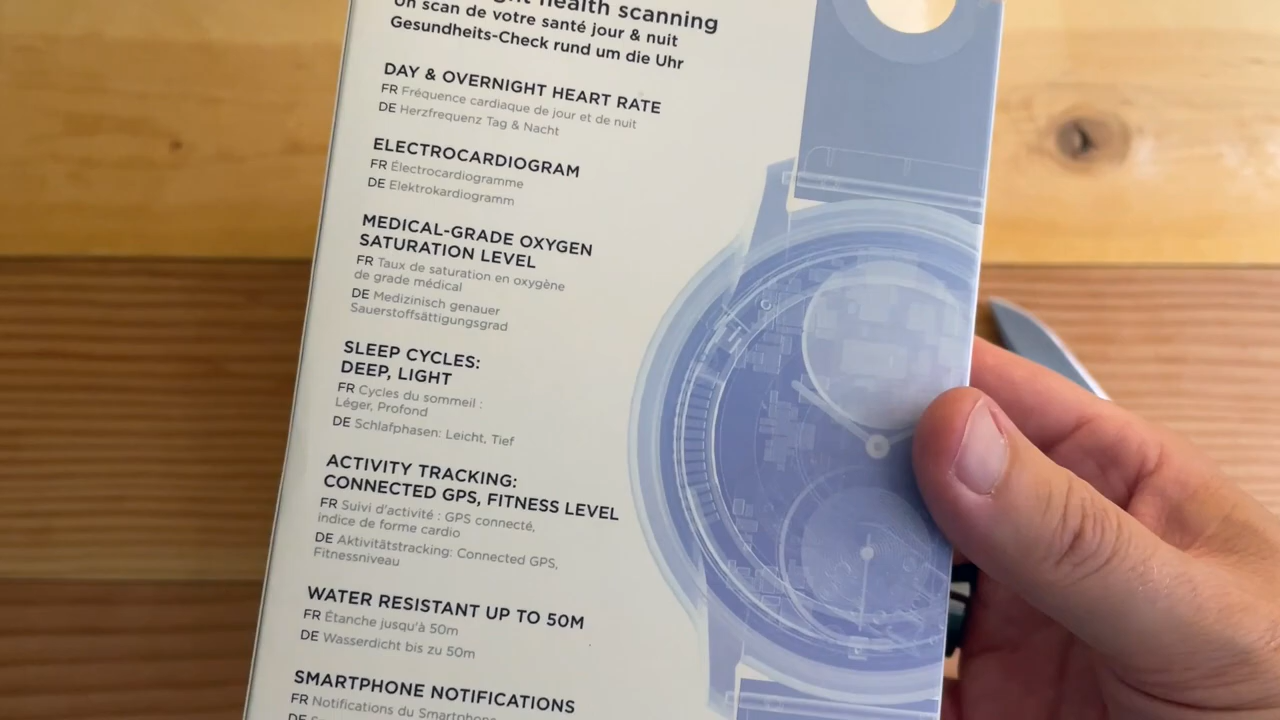 health scanning
Un scan de votre santé jour & nuit
Gesundheits-Check rund um die Uhr
DAY & OVERNIGHT HEART RATE
FR Fréquence cardiaque de jour et de nuit
DE Herzfrequenz Tag & Nacht
ELECTROCARDIOGRAM
FR Électrocardiogramme
DE Elektrokardiogramm
MEDICAL-GRADE OXYGEN
SATURATION LEVEL
FR Taux de saturation en oxygène
de grade médical
DE Medizinisch genauer
Sauerstoffsättigungsgrad
SLEEP CYCLES:
DEEP, LIGHT
FR Cycles du sommeil :
Léger, Profond
DE Schlafphasen: Leicht, Tief
ACTIVITY TRACKING:
CONNECTED GPS, FITNESS LEVEL
FR Suivi d'activité : GPS connecté,
indice de forme cardio
DE Aktivitätstracking: Connected GPS,
Fitnessniveau
WATER RESISTANT UP TO 50M
FR Étanche jusqu'à 50m
DE Wasserdicht bis zu 50m
SMARTPHONE NOTIFICATIONS
FR Notifications du Smartphone
DE